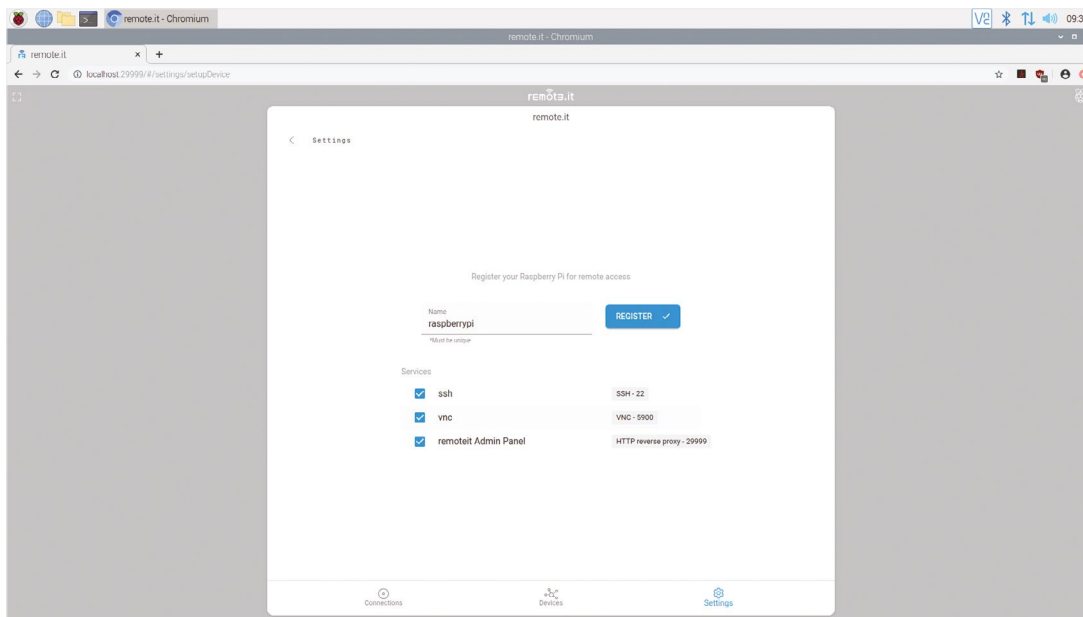 remote.it - Chromium
09:3
remote.it - Chromium
remote.it
localhost:29999/#/settings/setupDevice
remote.it
remote.it
Settings
Register your Raspberry Pi for remote access
Name
raspberrypi
REGISTER
*Must be unique
Services
ssh SSH - 22
vnc VNC - 5900
remoteit Admin Panel HTTP reverse proxy - 29999
Connections Devices Settings